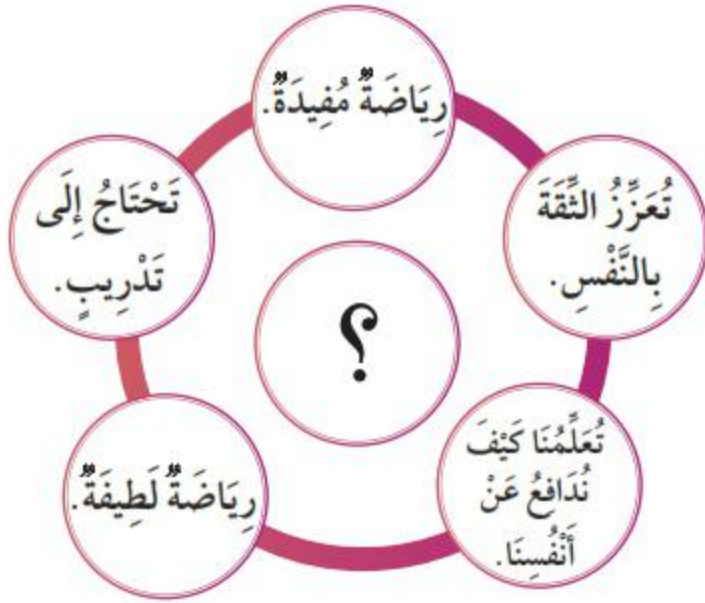 رِيَاضَةٌ مُفِيدَةٌ.
تُعَزِّزُ الثِّقَةَ
بِالنَّفْسِ.
تَحْتَاجُ إِلَى
تَدْرِيبٍ.
؟
تُعَلِّمُنَا كَيْفَ
نُدَافِعُ عَنْ
أَنْفُسِنَا.
رِيَاضَةٌ لَطِيفَةٌ.